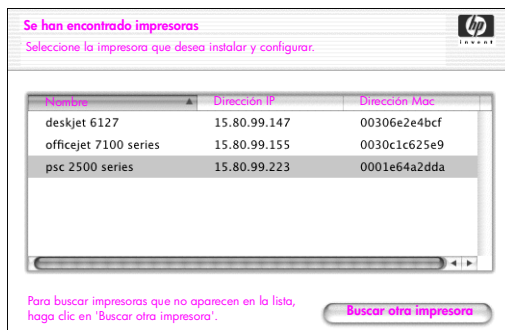 Se han encontrado impresoras
Seleccione la impresora que desea instalar y configurar.
hp
invent
Nombre Dirección IP Dirección Mac
deskjet 6127 15.80.99.147 00306e2e4bcf
officejet 7100 series 15.80.99.155 0030c1c625e9
psc 2500 series 15.80.99.223 0001e64a2dda
Para buscar impresoras que no aparecen en la lista,
haga clic en 'Buscar otra impresora'.
Buscar otra impresora